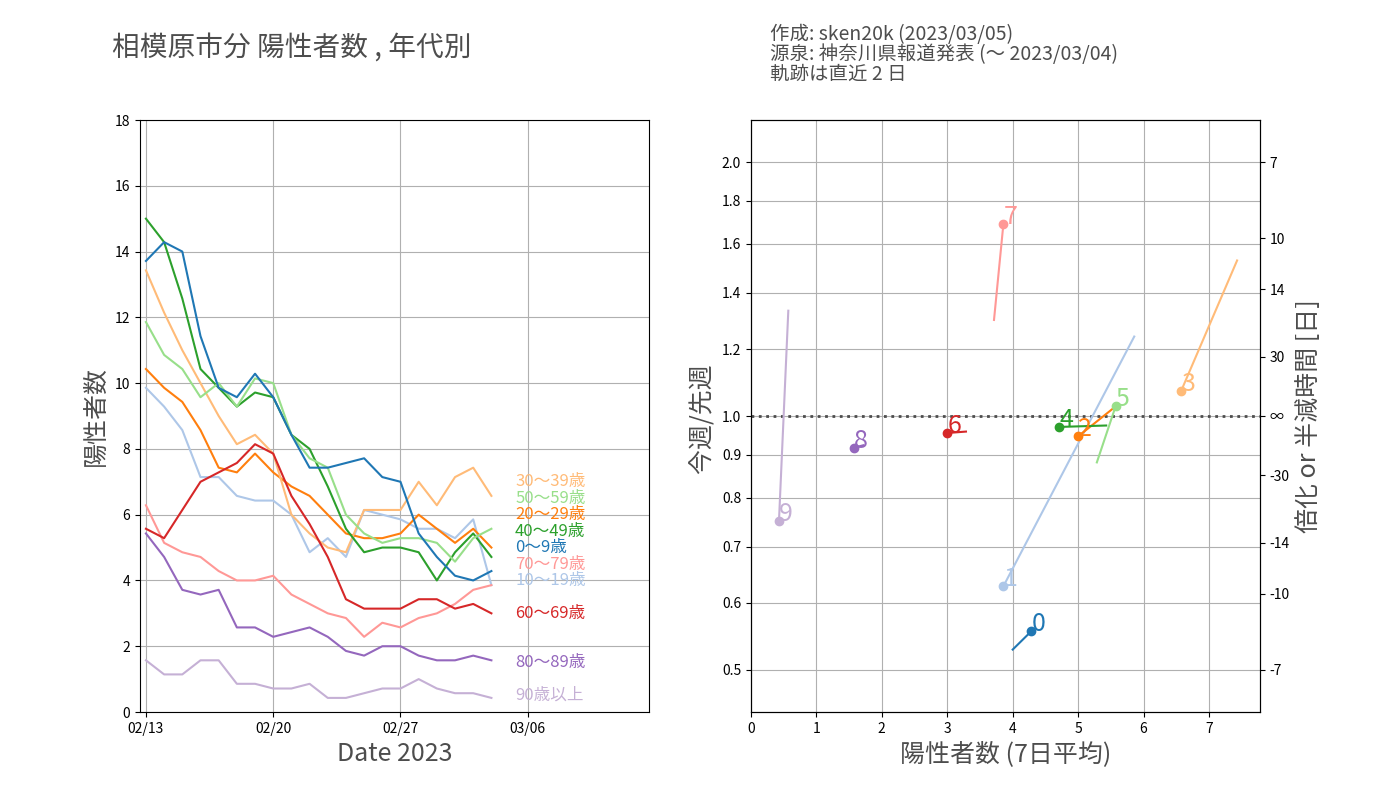 相模原市分 陽性者数 , 年代別
作成: sken20k (2023/03/05)
源泉: 神奈川県報道発表 (～ 2023/03/04)
軌跡は直近 2 日
陽性者数
18
16
14
12
10
8
6
4
2
0
30～39歳
50～59歳
20～29歳
40～49歳
0～9歳
70～79歳
10～19歳
60～69歳
80～89歳
90歳以上
02/13
02/20
02/27
03/06
Date 2023
今週/先週
2.0
1.8
1.6
1.4
1.2
1.0
0.9
0.8
0.7
0.6
0.5
7
3
5
6
4
2
8
9
1
0
7
10
14
30
∞
-30
-14
-10
-7
倍化 or 半減時間 [日]
0
1
2
3
4
5
6
7
陽性者数 (7日平均)